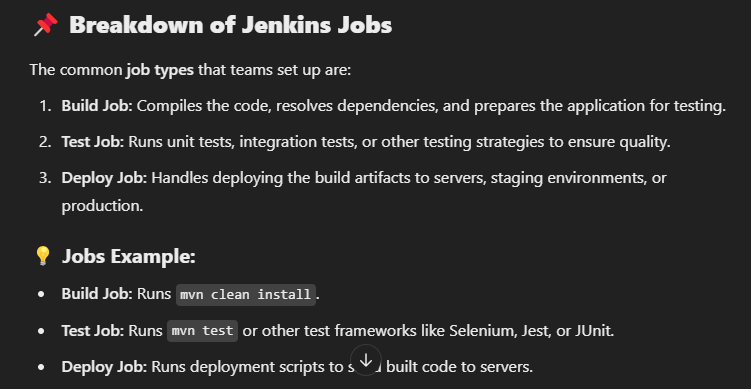 📌 Breakdown of Jenkins Jobs
The common job types that teams set up are:
1. Build Job: Compiles the code, resolves dependencies, and prepares the application for testing.
2. Test Job: Runs unit tests, integration tests, or other testing strategies to ensure quality.
3. Deploy Job: Handles deploying the build artifacts to servers, staging environments, or
production.
💡 Jobs Example:
• Build Job: Runs mvn clean install.
• Test Job: Runs mvn test or other test frameworks like Selenium, Jest, or JUnit.
• Deploy Job: Runs deployment scripts to built code to servers.